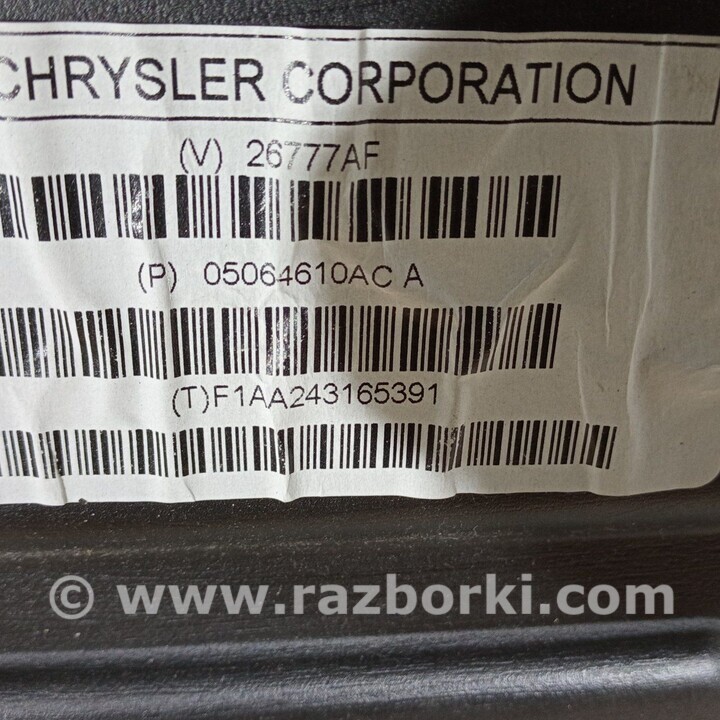 CHRYSLER CORPORATION
(V) 26777AF
(P) 05064610AC A
(T)F1AA243165391
© www.razborki.com